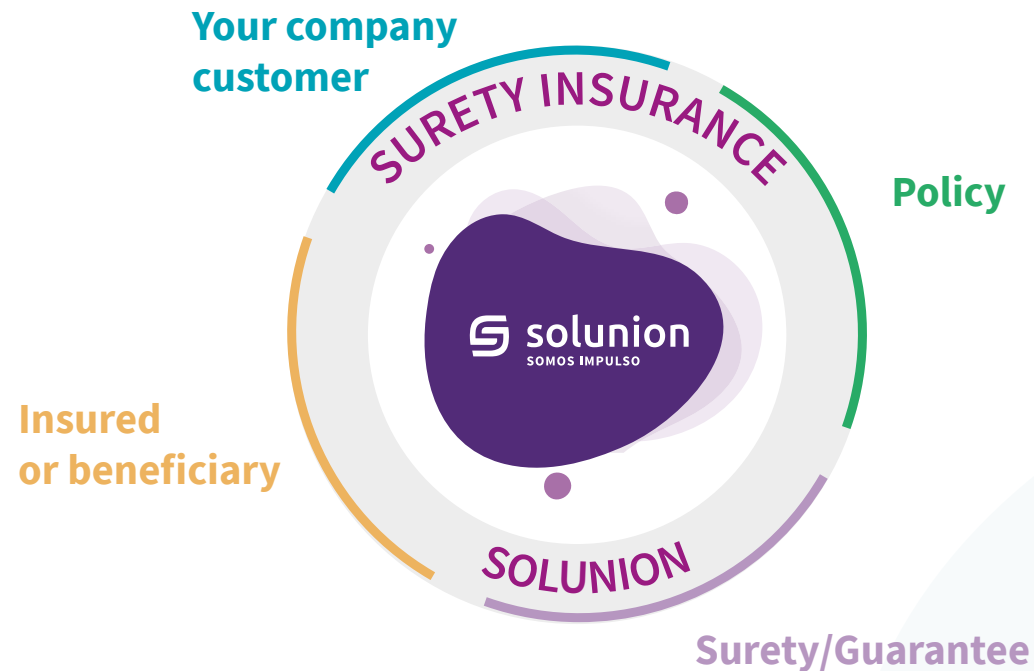 Your company
customer
SURETY INSURANCE
Policy
solunion
SOMOS IMPULSO
Insured
or beneficiary
SOLUNION
Surety/Guarantee